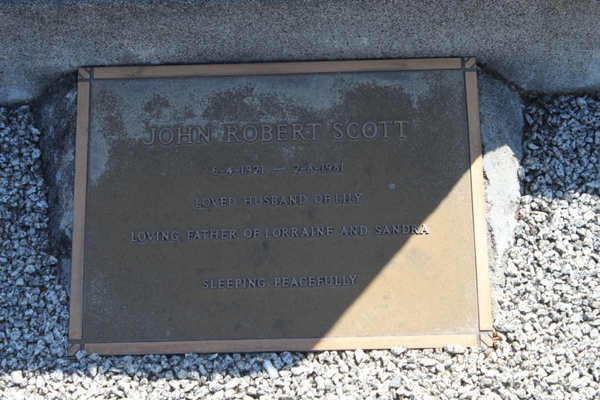 JOHN ROBERT SCOTT
6-4-1921 — 2-8-1981
LOVED HUSBAND OF LILY
LOVING FATHER OF LORRAINE AND SANDRA
SLEEPING PEACEFULLY